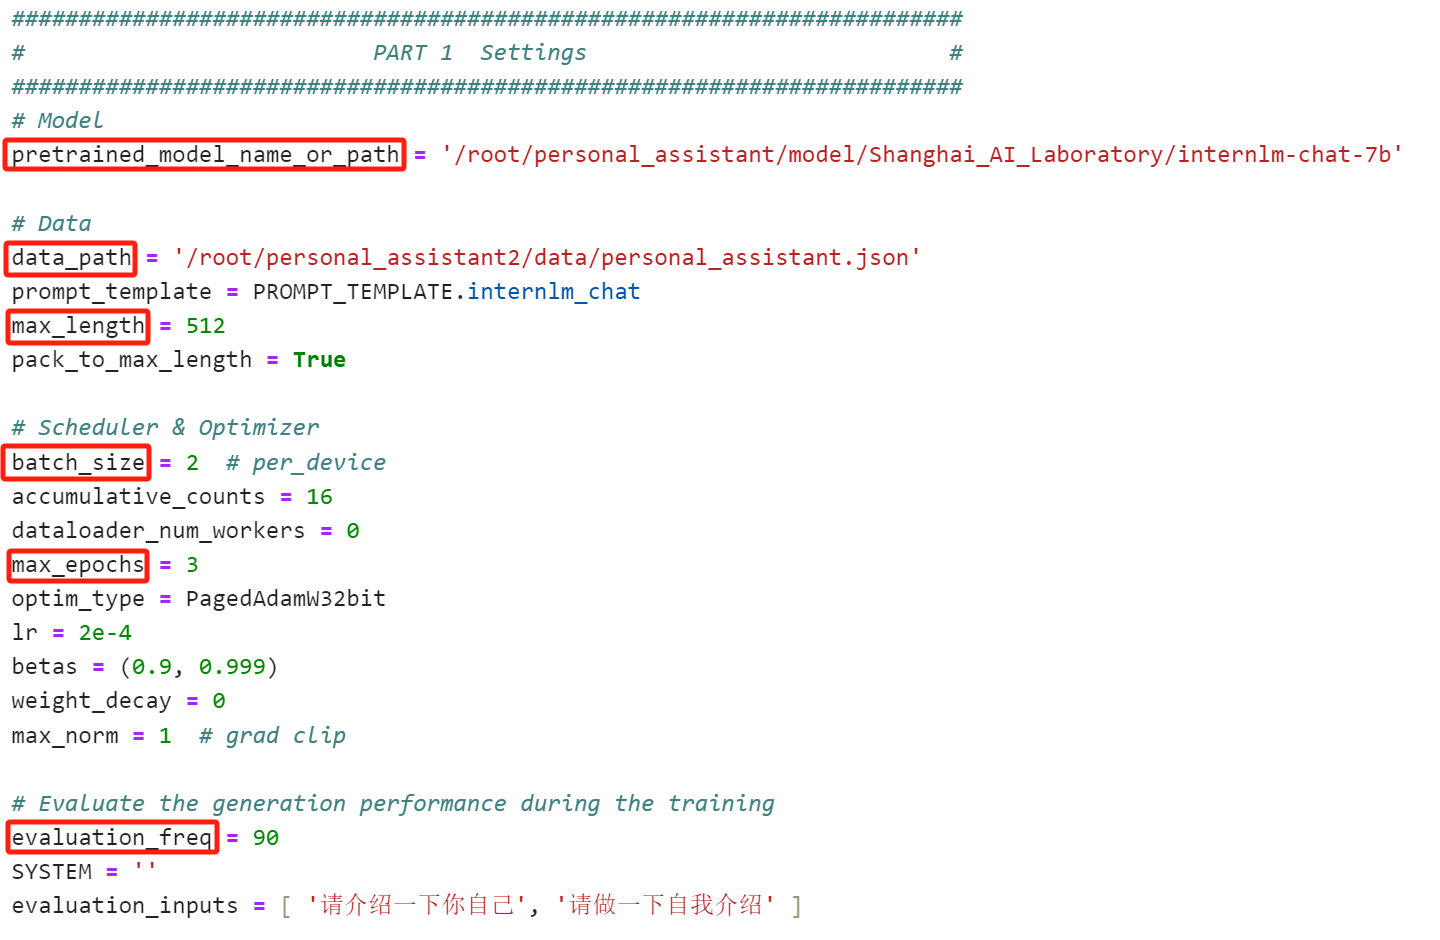 #######################################################################
#                          PART 1  Settings                           #
#######################################################################
# Model
pretrained_model_name_or_path = '/root/personal_assistant/model/Shanghai_AI_Laboratory/internlm-chat-7b'
# Data
data_path = '/root/personal_assistant2/data/personal_assistant.json'
prompt_template = PROMPT_TEMPLATE.internlm_chat
max_length = 512
pack_to_max_length = True
# Scheduler & Optimizer
batch_size = 2  # per_device
accumulative_counts = 16
dataloader_num_workers = 0
max_epochs = 3
optim_type = PagedAdamW32bit
lr = 2e-4
betas = (0.9, 0.999)
weight_decay = 0
max_norm = 1  # grad clip
# Evaluate the generation performance during the training
evaluation_freq = 90
SYSTEM = ''
evaluation_inputs = [ '请介绍一下你自己', '请做一下自我介绍' ]